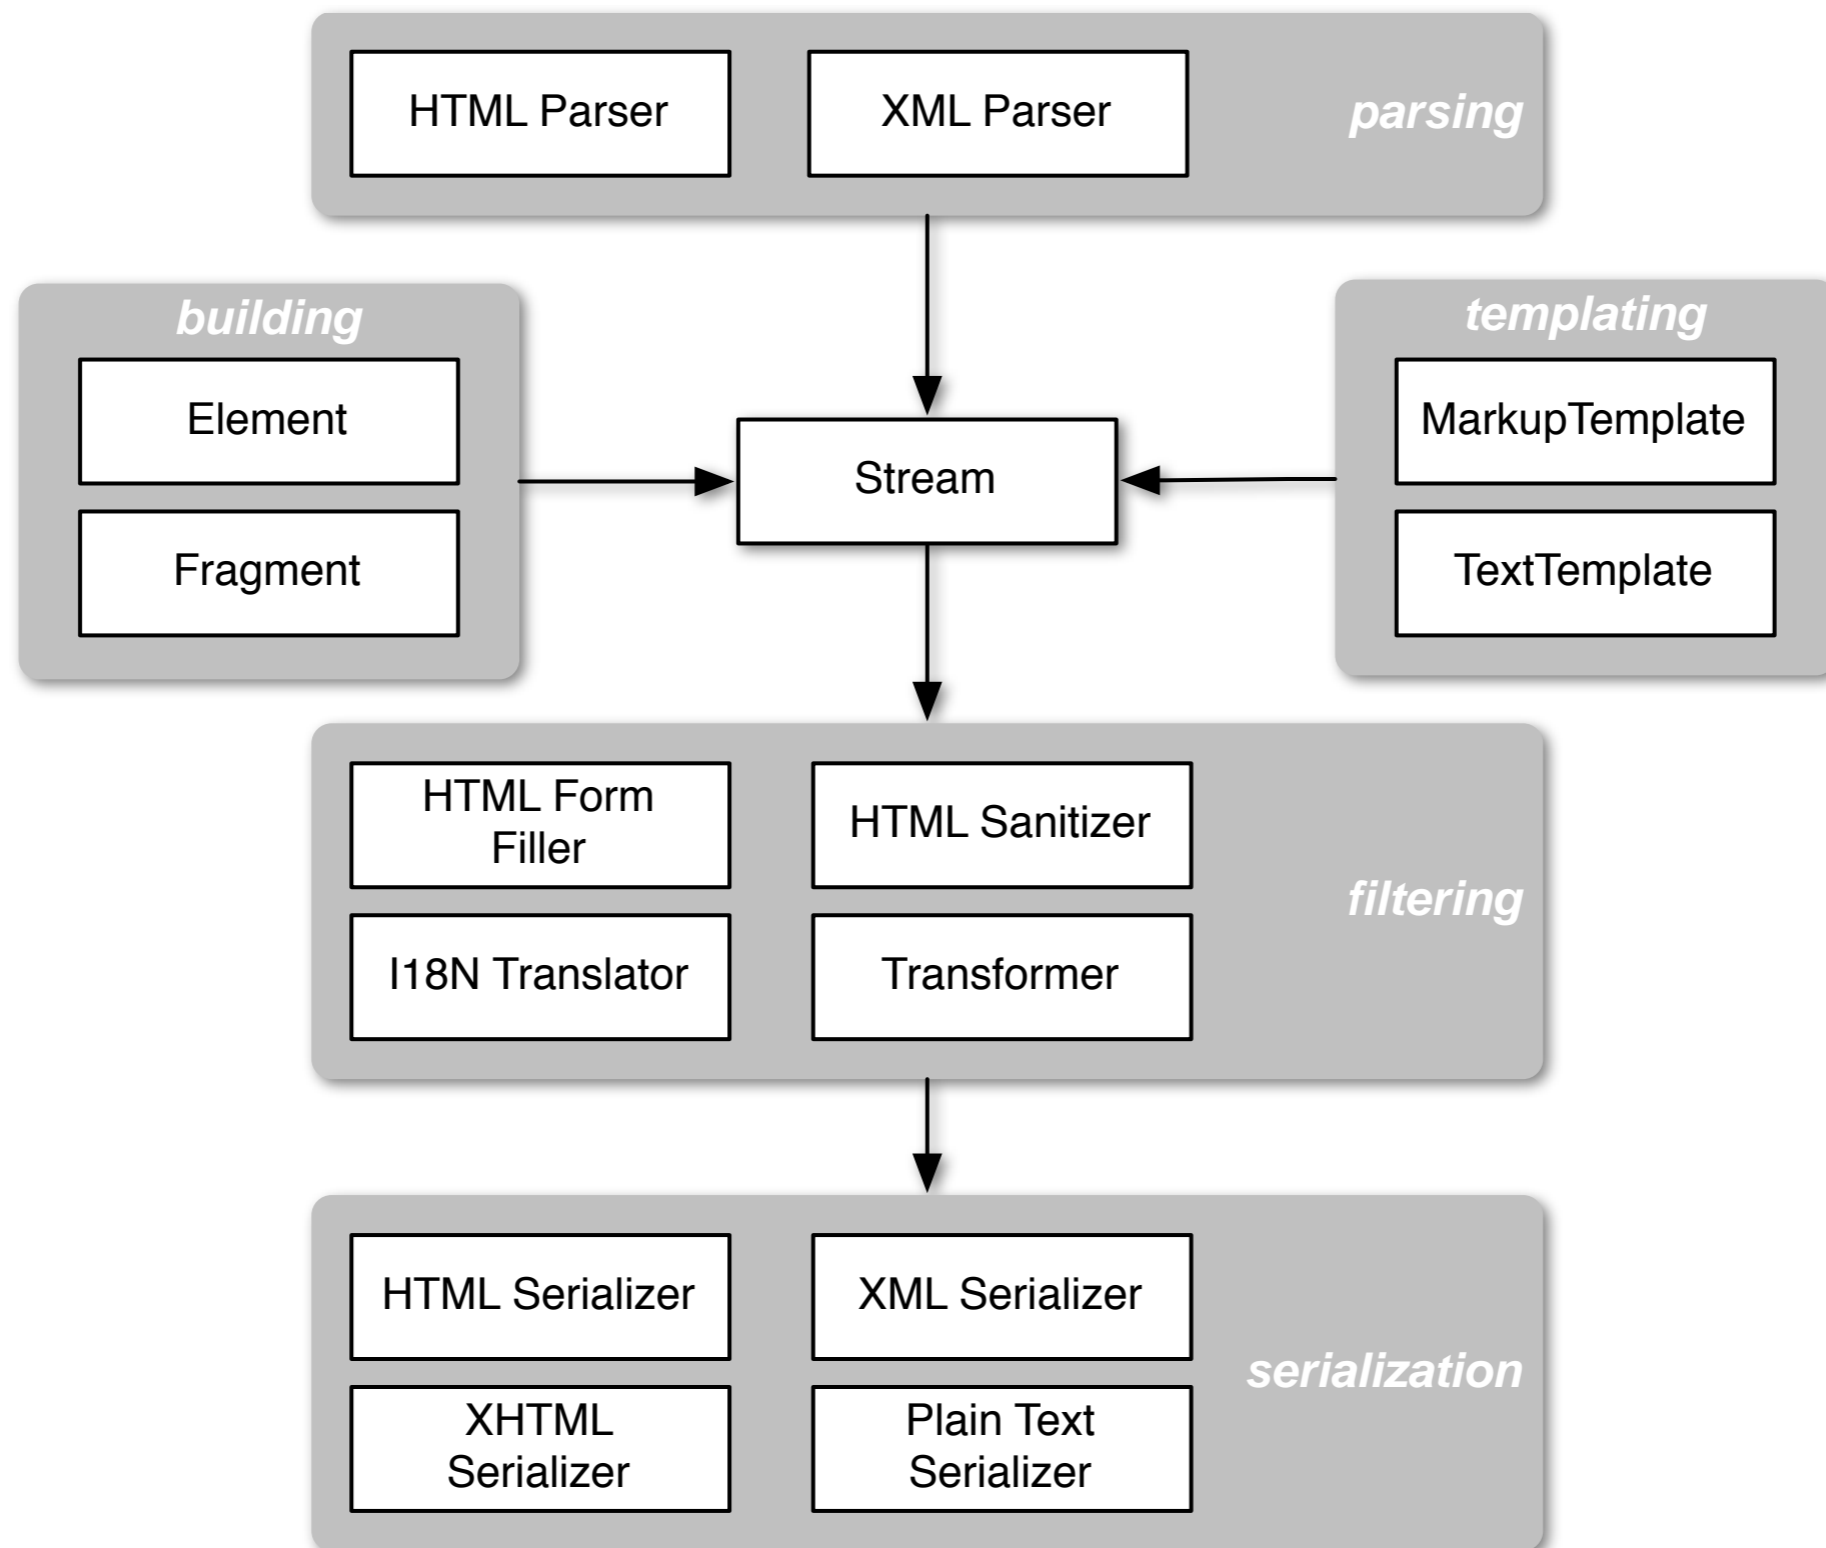 HTML Parser
XML Parser
parsing
building
Element
Fragment
Stream
templating
MarkupTemplate
TextTemplate
HTML Form
Filler
HTML Sanitizer
I18N Translator
Transformer
filtering
HTML Serializer
XML Serializer
XHTML
Serializer
Plain Text
Serializer
serialization